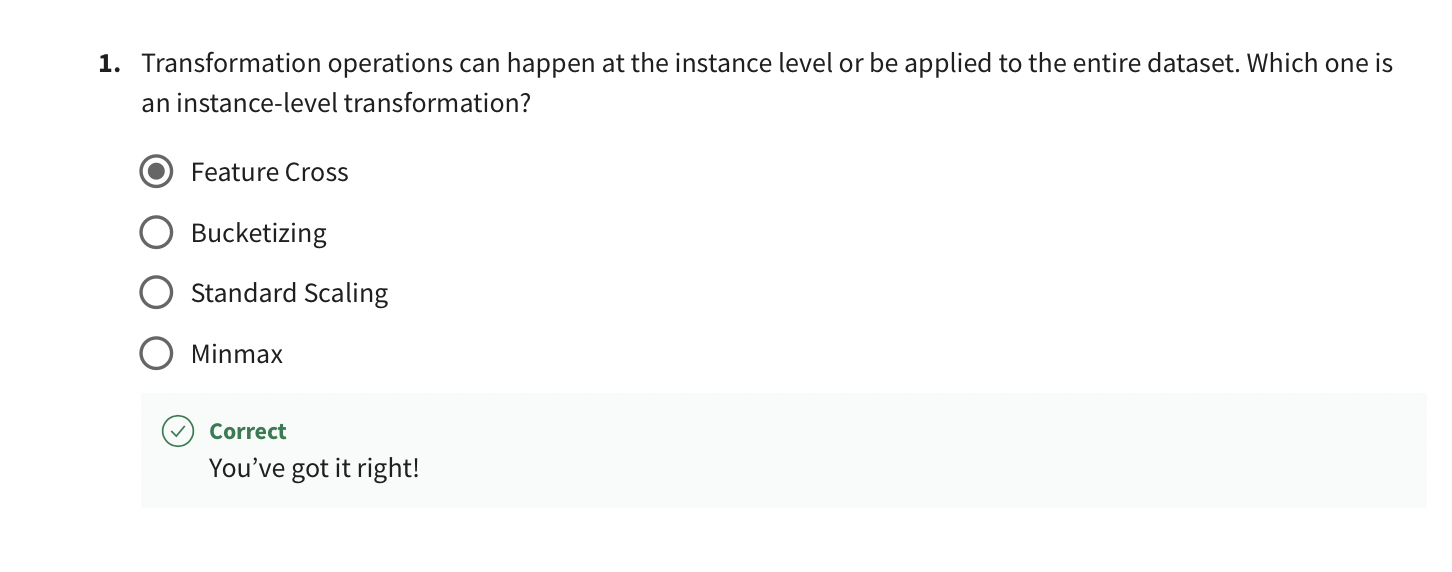 1. Transformation operations can happen at the instance level or be applied to the entire dataset. Which one is
an instance-level transformation?
Feature Cross
Bucketizing
Standard Scaling
Minmax
Correct
You’ve got it right!